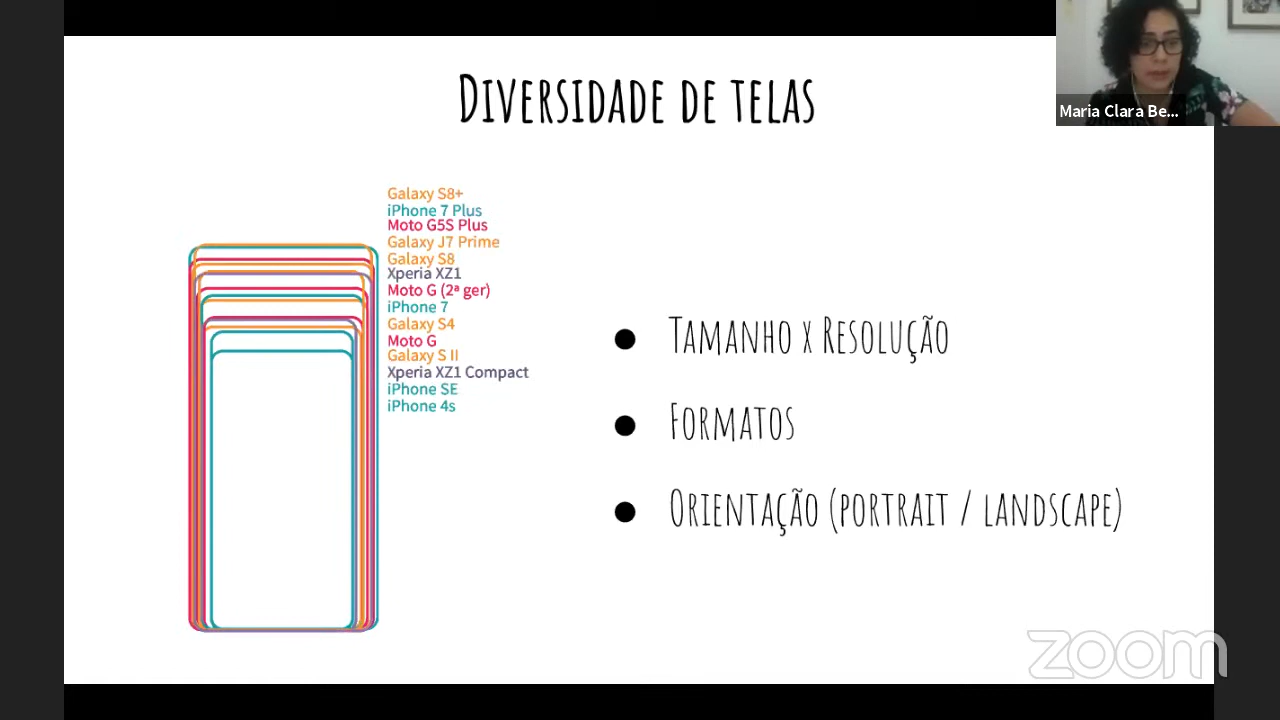 Diversidade de telas
Maria Clara Be...
Galaxy S8+
iPhone 7 Plus
Moto G5S Plus
Galaxy J7 Prime
Galaxy S8
Xperia XZ1
Moto G (2ª ger)
iPhone 7
Galaxy S4
Moto G
Galaxy S II
Xperia XZ1 Compact
iPhone SE
iPhone 4s
● Tamanho x Resolução
● Formatos
● Orientação (portrait / landscape)
zoom